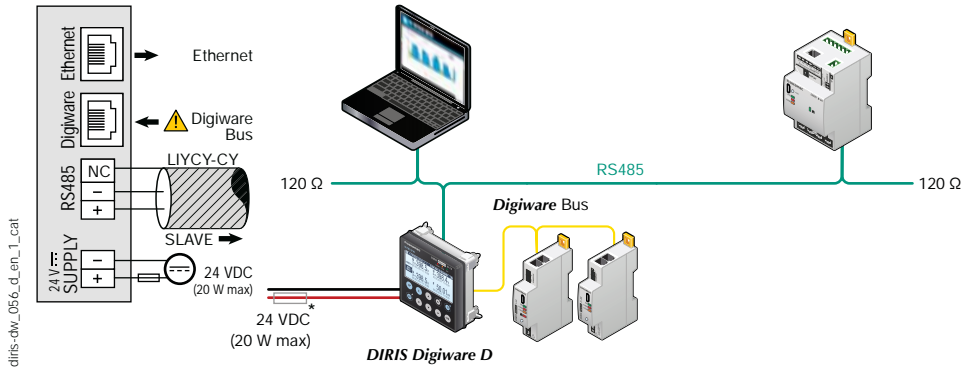 Ethernet
Ethernet
Digiware
Digiware
Bus
RS485
NC
−
+
LIYCY-CY
SLAVE
24 V
SUPPLY
−
+
24 VDC
(20 W max)
diris-dw_056_d_en_1_cat
120 Ω
RS485
120 Ω
Digiware Bus
*
24 VDC
(20 W max)
DIRIS Digiware D